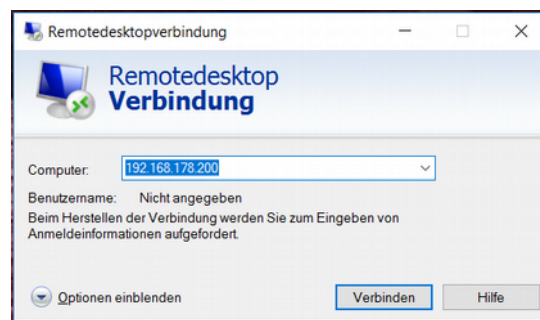 Remotedesktopverbindung
Remotedesktop
Verbindung
Computer: 192.168.178.200
Benutzername: Nicht angegeben
Beim Herstellen der Verbindung werden Sie zum Eingeben von
Anmeldeinformationen aufgefordert.
Optionen einblenden Verbinden Hilfe